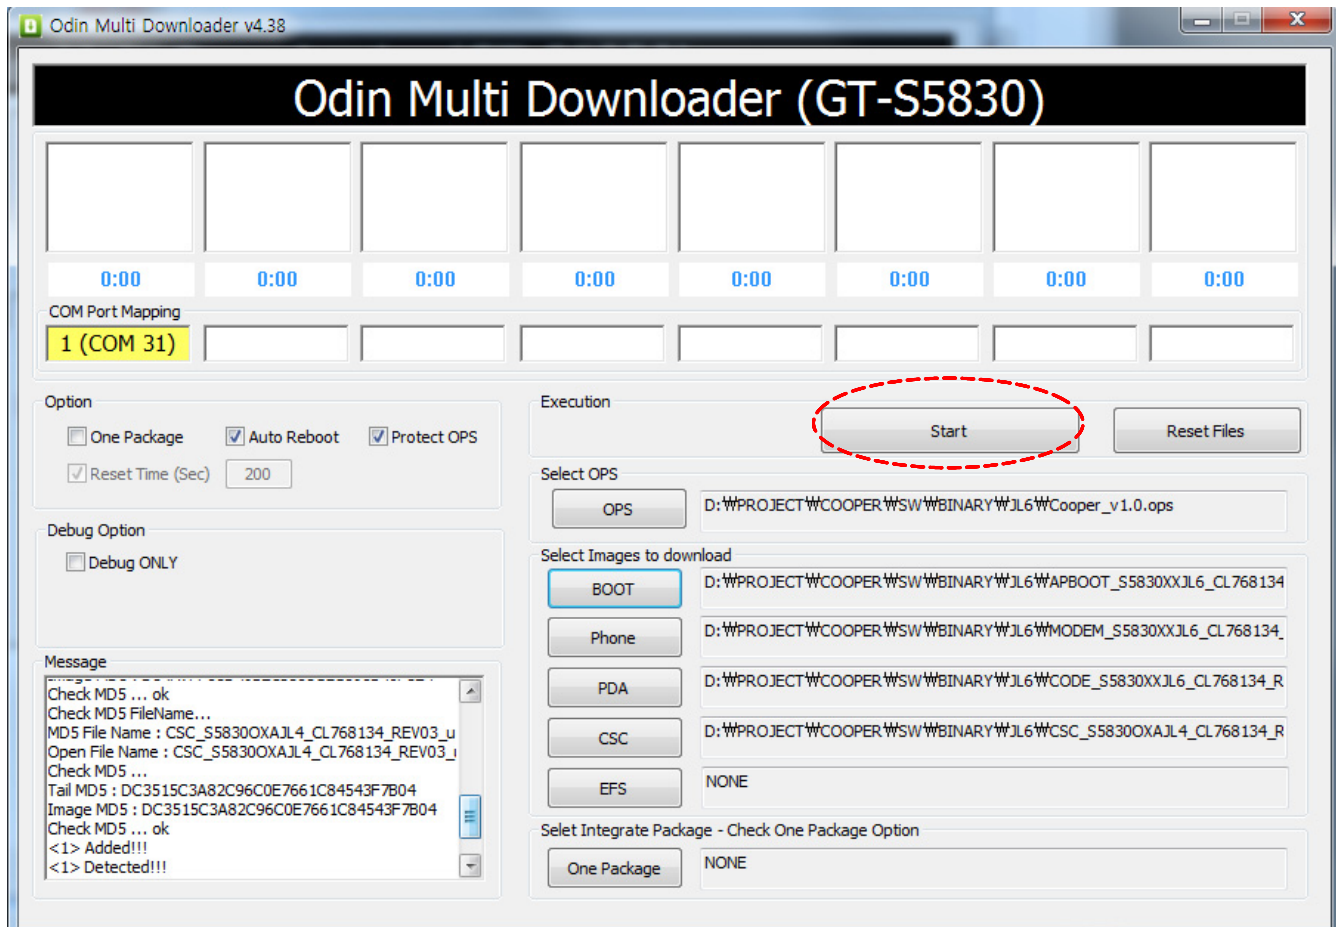 Odin Multi Downloader v4.38
Odin Multi Downloader (GT-S5830)
0:00 0:00 0:00 0:00 0:00 0:00 0:00 0:00
COM Port Mapping
1 (COM 31)
Option
One Package Auto Reboot Protect OPS
Reset Time (Sec) 200
Debug Option
Debug ONLY
Message
Check MD5 ... ok
Check MD5 FileName...
MD5 File Name : CSC_S5830OXAJL4_CL768134_REV03_u
Open File Name : CSC_S5830OXAJL4_CL768134_REV03_
Check MD5 ...
Tail MD5 : DC3515C3A82C96C0E7661C84543F7B04
Image MD5 : DC3515C3A82C96C0E7661C84543F7B04
Check MD5 ... ok
<1> Added!!!
<1> Detected!!!
Execution
Start Reset Files
Select OPS
OPS D:₩PROJECT₩COOPER₩SW₩BINARY₩JL6₩Cooper_v1.0.ops
Select Images to download
BOOT D:₩PROJECT₩COOPER₩SW₩BINARY₩JL6₩APBOOT_S5830XXJL6_CL768134
Phone D:₩PROJECT₩COOPER₩SW₩BINARY₩JL6₩MODEM_S5830XXJL6_CL768134_
PDA D:₩PROJECT₩COOPER₩SW₩BINARY₩JL6₩CODE_S5830XXJL6_CL768134_R
CSC D:₩PROJECT₩COOPER₩SW₩BINARY₩JL6₩CSC_S5830OXAJL4_CL768134_R
EFS NONE
Selet Integrate Package - Check One Package Option
One Package NONE